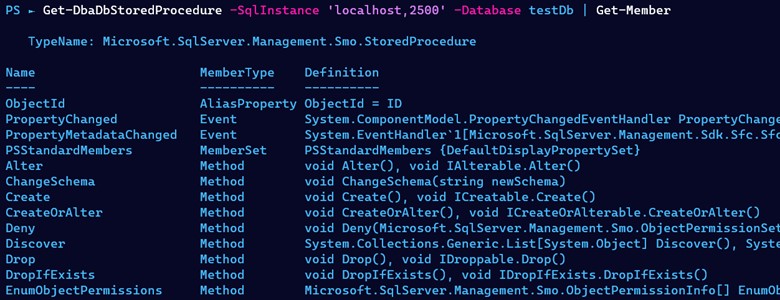 PS ► Get-DbaDbStoredProcedure -SqlInstance 'localhost,2500' -Database testDb | Get-Member
TypeName: Microsoft.SqlServer.Management.Smo.StoredProcedure
Name MemberType Definition
---- ---------- ----------
ObjectId AliasProperty ObjectId = ID
PropertyChanged Event System.ComponentModel.PropertyChangedEventHandler PropertyChange
PropertyMetadataChanged Event System.EventHandler`1[Microsoft.SqlServer.Management.Sdk.Sfc.Sfc
PSStandardMembers MemberSet PSStandardMembers {DefaultDisplayPropertySet}
Alter Method void Alter(), void IAlterable.Alter()
ChangeSchema Method void ChangeSchema(string newSchema)
Create Method void Create(), void ICreatable.Create()
CreateOrAlter Method void CreateOrAlter(), void ICreateOrAlterable.CreateOrAlter()
Deny Method void Deny(Microsoft.SqlServer.Management.Smo.ObjectPermissionSet
Discover Method System.Collections.Generic.List[System.Object] Discover(), Syste
Drop Method void Drop(), void IDroppable.Drop()
DropIfExists Method void DropIfExists(), void IDropIfExists.DropIfExists()
EnumObjectPermissions Method Microsoft.SqlServer.Management.Smo.ObjectPermissionInfo[] EnumOb